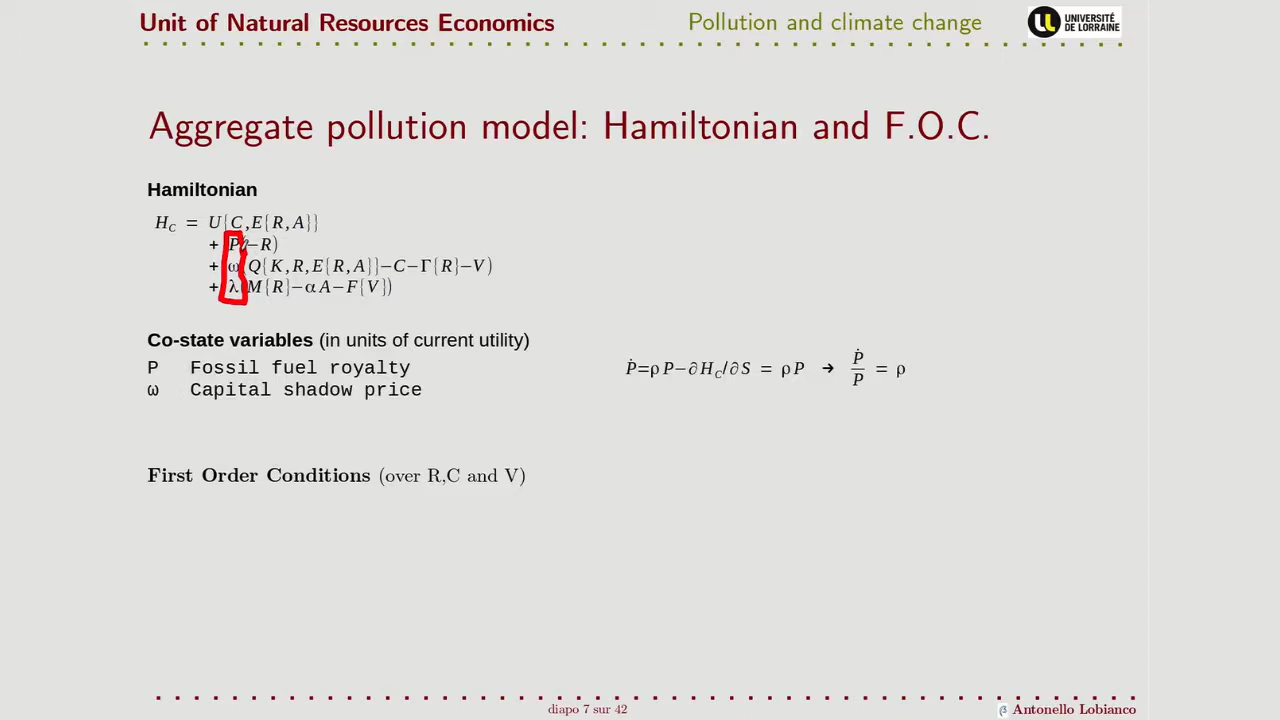 Unit of Natural Resources Economics
Pollution and climate change
UNIVERSITÉ
DE LORRAINE
Aggregate pollution model: Hamiltonian and F.O.C.
Hamiltonian
H_C = U{C,E{R,A}}
+ P(−R)
+ ω(Q{K,R,E{R,A}}−C−Γ{R}−V)
+ λ(M{R}−αA−F{V})
Co-state variables (in units of current utility)
P Fossil fuel royalty
Ṗ=ρP−∂H_C/∂S = ρP → Ṗ/P = ρ
ω Capital shadow price
First Order Conditions (over R,C and V)
diapo 7 sur 42
Antonello Lobianco